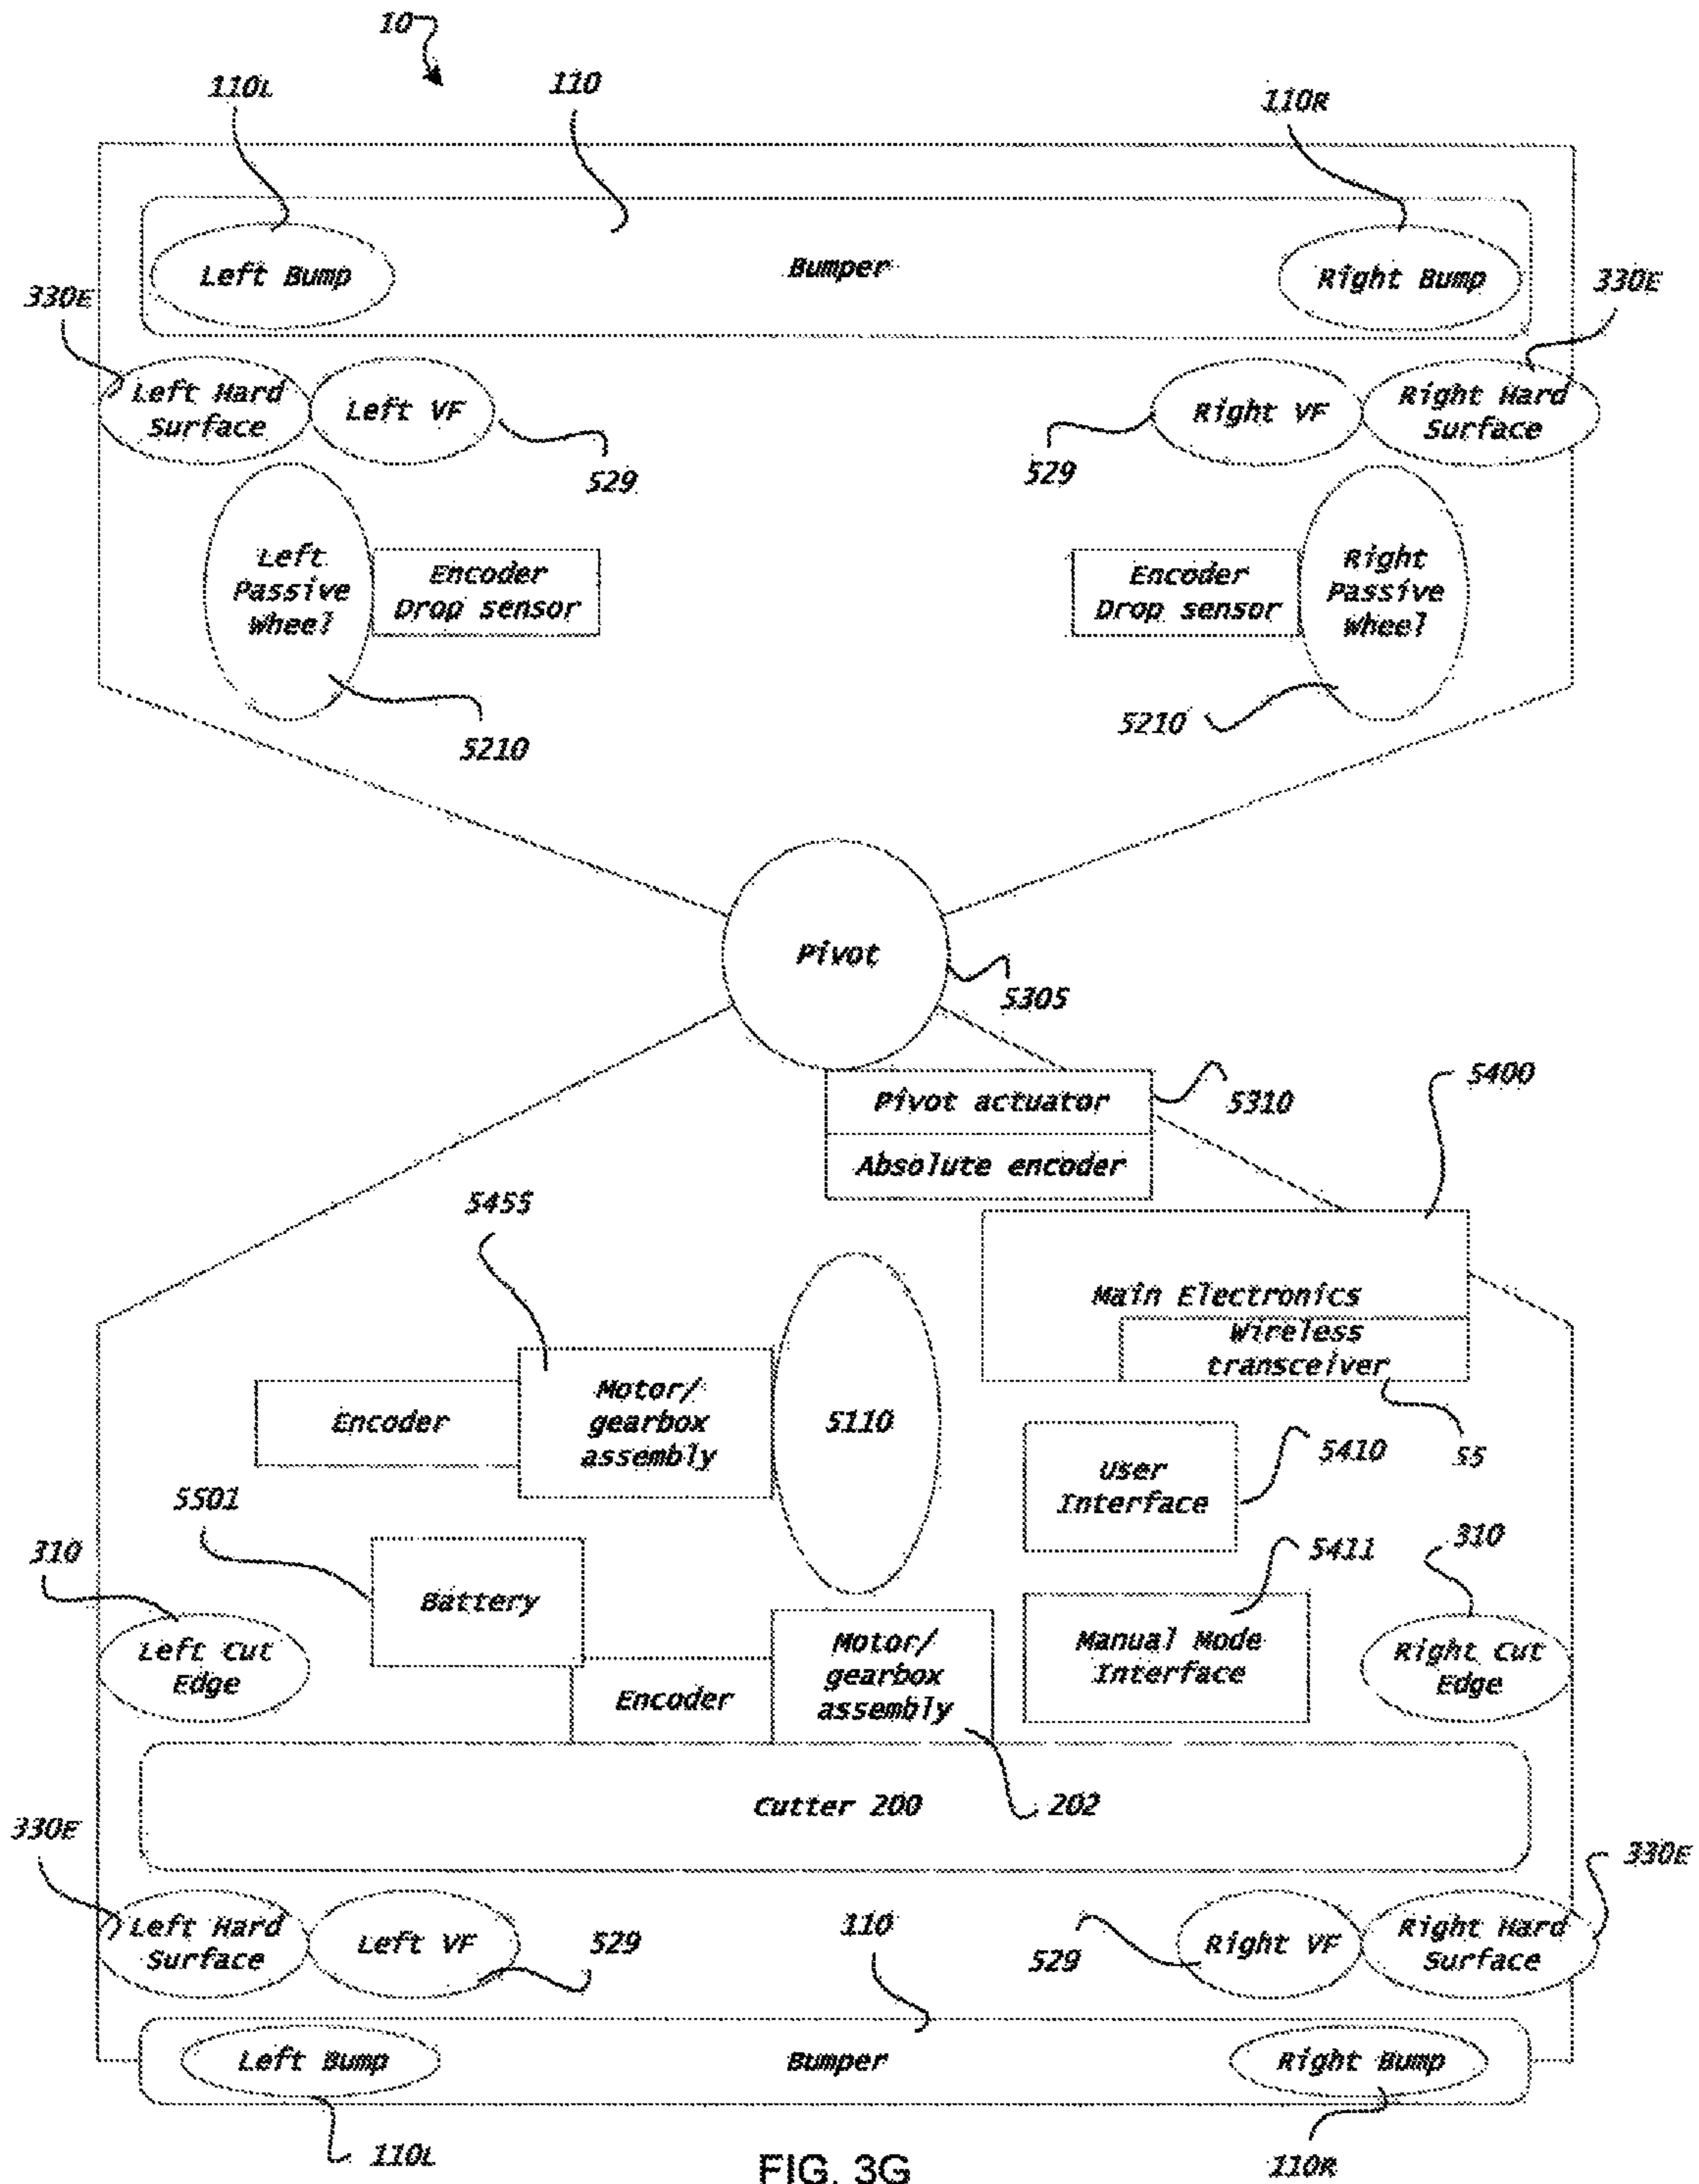 10
110L
110
110R
Left Bump
Bumper
Right Bump
330E
330E
Left Hard
Surface
Left VF
Right VF
Right Hard
Surface
529
529
Left
Passive
Wheel
Encoder
Drop sensor
Encoder
Drop sensor
Right
Passive
Wheel
5210
5210
Pivot
5305
Pivot actuator
5310
5400
Absolute encoder
5455
Main Electronics
Wireless
transceiver
Encoder
Motor/
gearbox
assembly
5110
55
User
Interface
5410
5501
310
Battery
5411
310
Left Cut
Edge
Encoder
Motor/
gearbox
assembly
Manual Mode
Interface
Right Cut
Edge
Cutter 200
202
330E
330E
Left Hard
Surface
Left VF
529
110
529
Right VF
Right Hard
Surface
Left Bump
Bumper
Right Bump
110L
110R
FIG. 3G